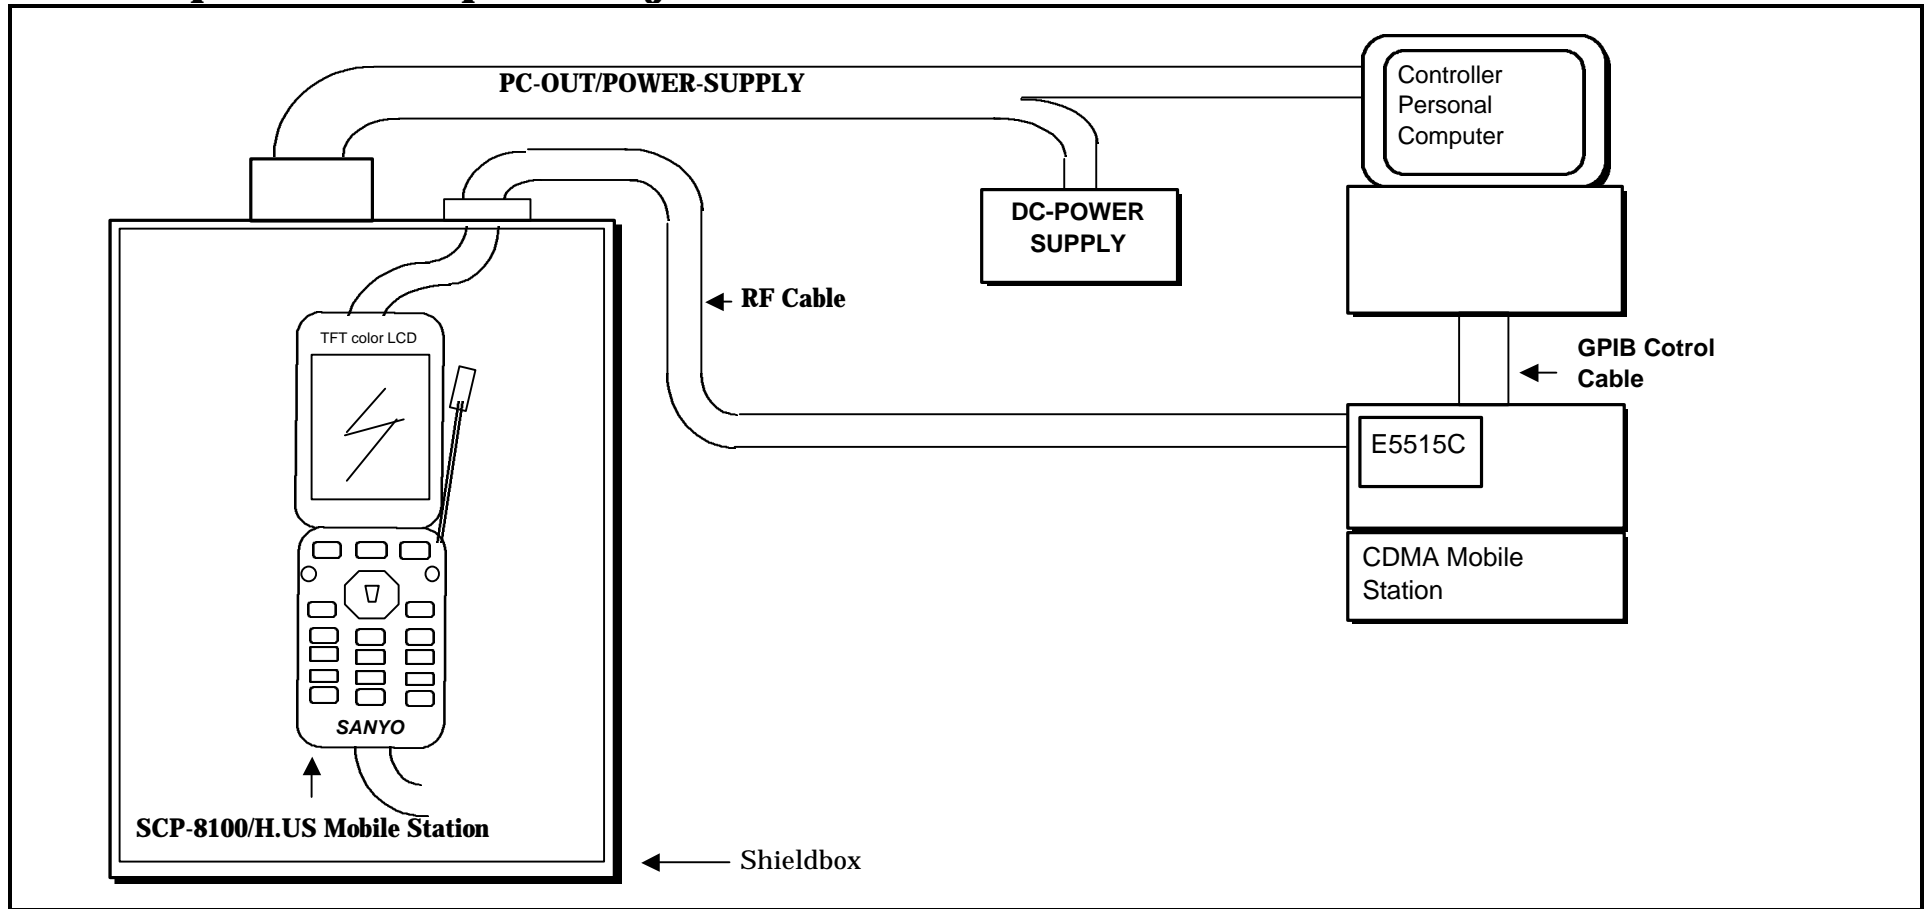 PC-OUT/POWER-SUPPLY
Controller
Personal
Computer
DC-POWER
SUPPLY
RF Cable
TFT color LCD
GPIB Cotrol
Cable
E5515C
CDMA Mobile
Station
SANYO
SCP-8100/H.US Mobile Station
Shieldbox